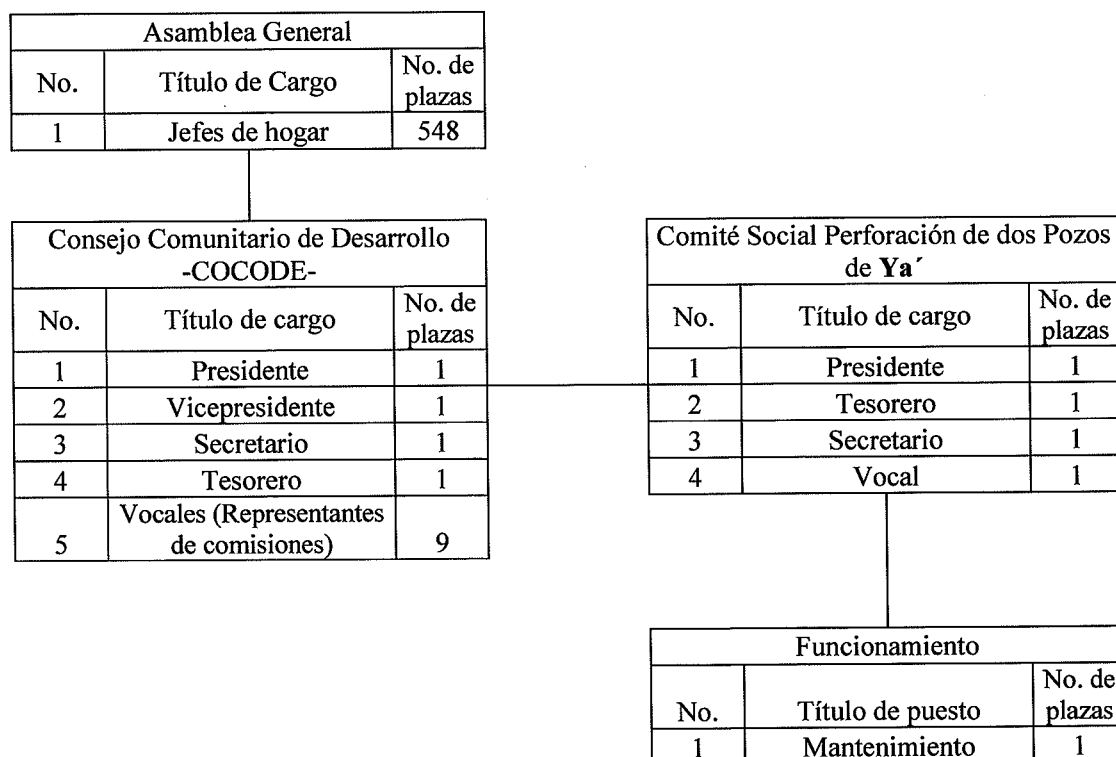 Asamblea General
No. Título de Cargo No. de plazas
1 Jefes de hogar 548
Consejo Comunitario de Desarrollo
-COCODE-
No. Título de cargo No. de plazas
1 Presidente 1
2 Vicepresidente 1
3 Secretario 1
4 Tesorero 1
5 Vocales (Representantes de comisiones) 9
Comité Social Perforación de dos Pozos
de Ya´
No. Título de cargo No. de plazas
1 Presidente 1
2 Tesorero 1
3 Secretario 1
4 Vocal 1
Funcionamiento
No. Título de puesto No. de plazas
1 Mantenimiento 1